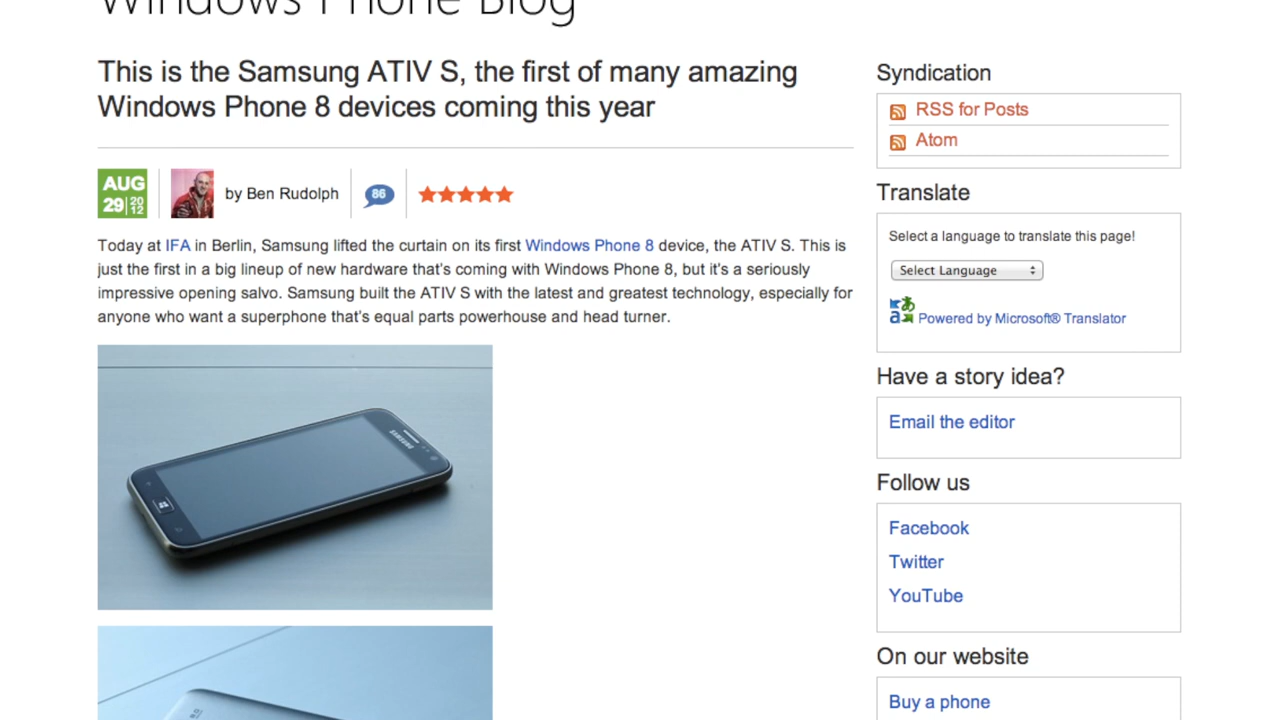 Windows Phone Blog
This is the Samsung ATIV S, the first of many amazing
Windows Phone 8 devices coming this year
AUG
29 2012
by Ben Rudolph
86
Today at IFA in Berlin, Samsung lifted the curtain on its first Windows Phone 8 device, the ATIV S. This is
just the first in a big lineup of new hardware that's coming with Windows Phone 8, but it's a seriously
impressive opening salvo. Samsung built the ATIV S with the latest and greatest technology, especially for
anyone who want a superphone that's equal parts powerhouse and head turner.
SAMSUNG
Syndication
RSS for Posts
Atom
Translate
Select a language to translate this page!
Select Language
Powered by Microsoft® Translator
Have a story idea?
Email the editor
Follow us
Facebook
Twitter
YouTube
On our website
Buy a phone